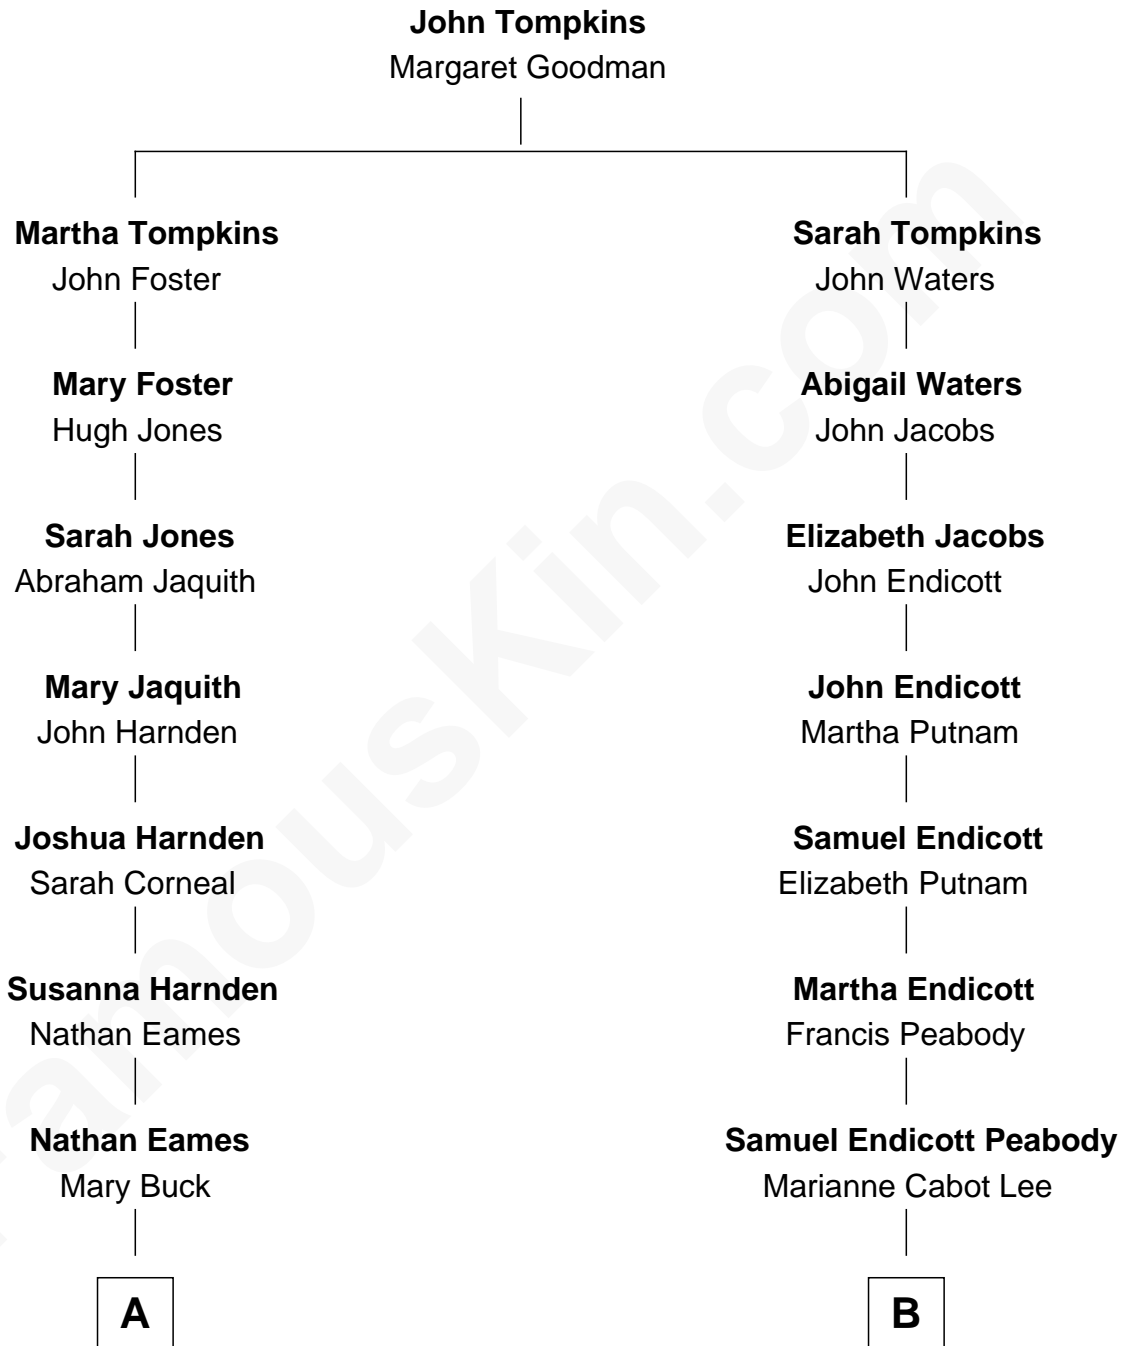 John Tompkins
Margaret Goodman
Martha Tompkins
John Foster
Sarah Tompkins
John Waters
Mary Foster
Hugh Jones
Abigail Waters
John Jacobs
Sarah Jones
Abraham Jaquith
Elizabeth Jacobs
John Endicott
Mary Jaquith
John Harnden
John Endicott
Martha Putnam
Joshua Harnden
Sarah Corneal
Samuel Endicott
Elizabeth Putnam
Susanna Harnden
Nathan Eames
Martha Endicott
Francis Peabody
Nathan Eames
Mary Buck
Samuel Endicott Peabody
Marianne Cabot Lee
A
B
FamousKin.com